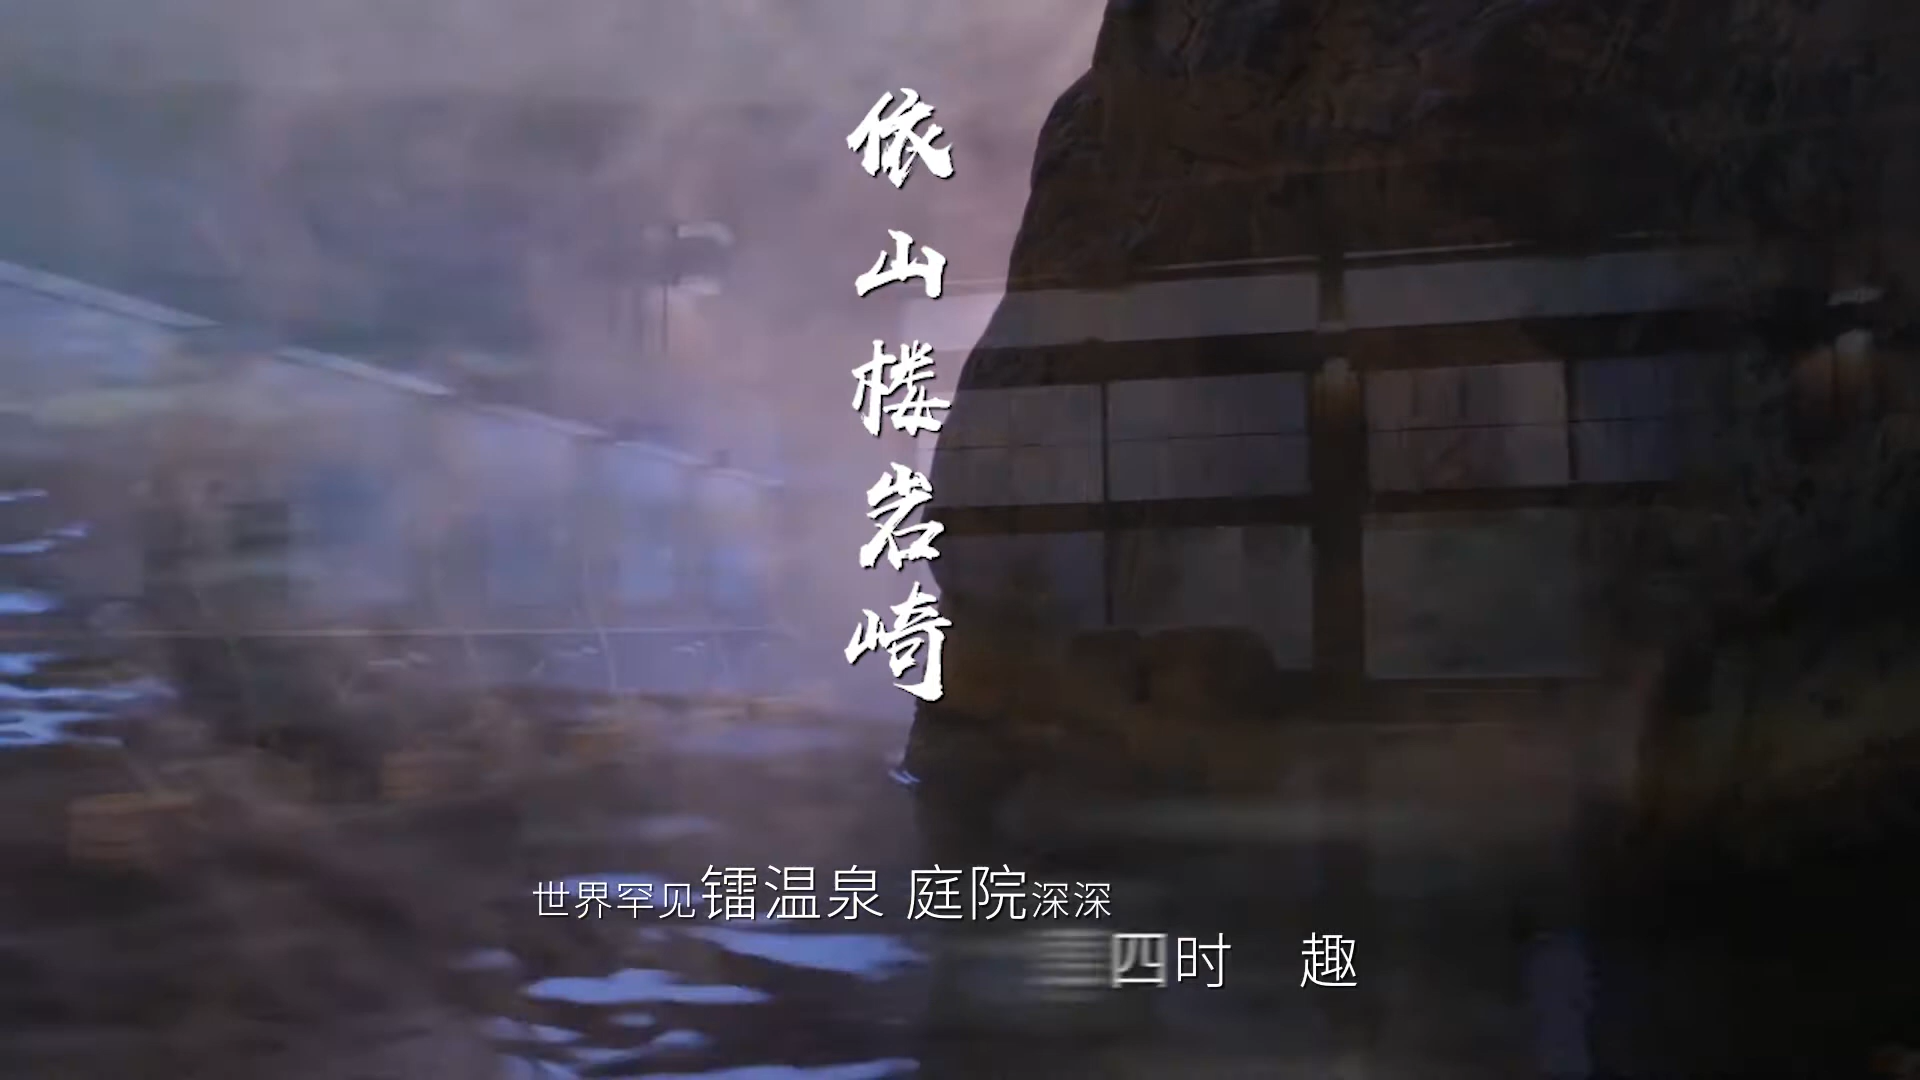 依山楼岩崎
世界罕见镭温泉 庭院深深
四时 趣